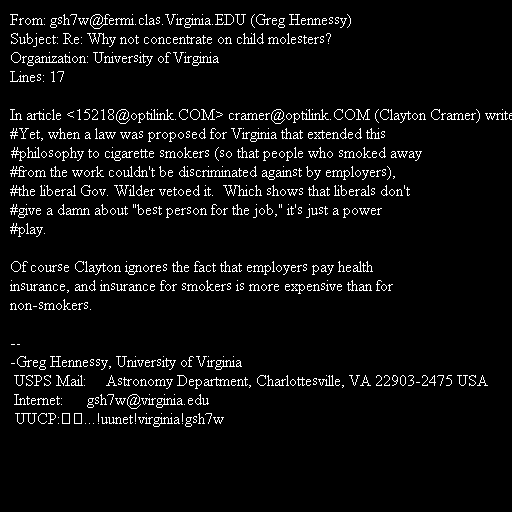 From: gsh7w@fermi.clas.Virginia.EDU (Greg Hennessy)
Subject: Re: Why not concentrate on child molesters?
Organization: University of Virginia
Lines: 17

In article <15218@optilink.COM> cramer@optilink.COM (Clayton Cramer) write
#Yet, when a law was proposed for Virginia that extended this
#philosophy to cigarette smokers (so that people who smoked away
#from the work couldn't be discriminated against by employers),
#the liberal Gov. Wilder vetoed it.  Which shows that liberals don't
#give a damn about "best person for the job," it's just a power
#play.

Of course Clayton ignores the fact that employers pay health
insurance, and insurance for smokers is more expensive than for
non-smokers.

--
-Greg Hennessy, University of Virginia
 USPS Mail:     Astronomy Department, Charlottesville, VA 22903-2475 USA
 Internet:      gsh7w@virginia.edu
 UUCP:...!uunet!virginia!gsh7w